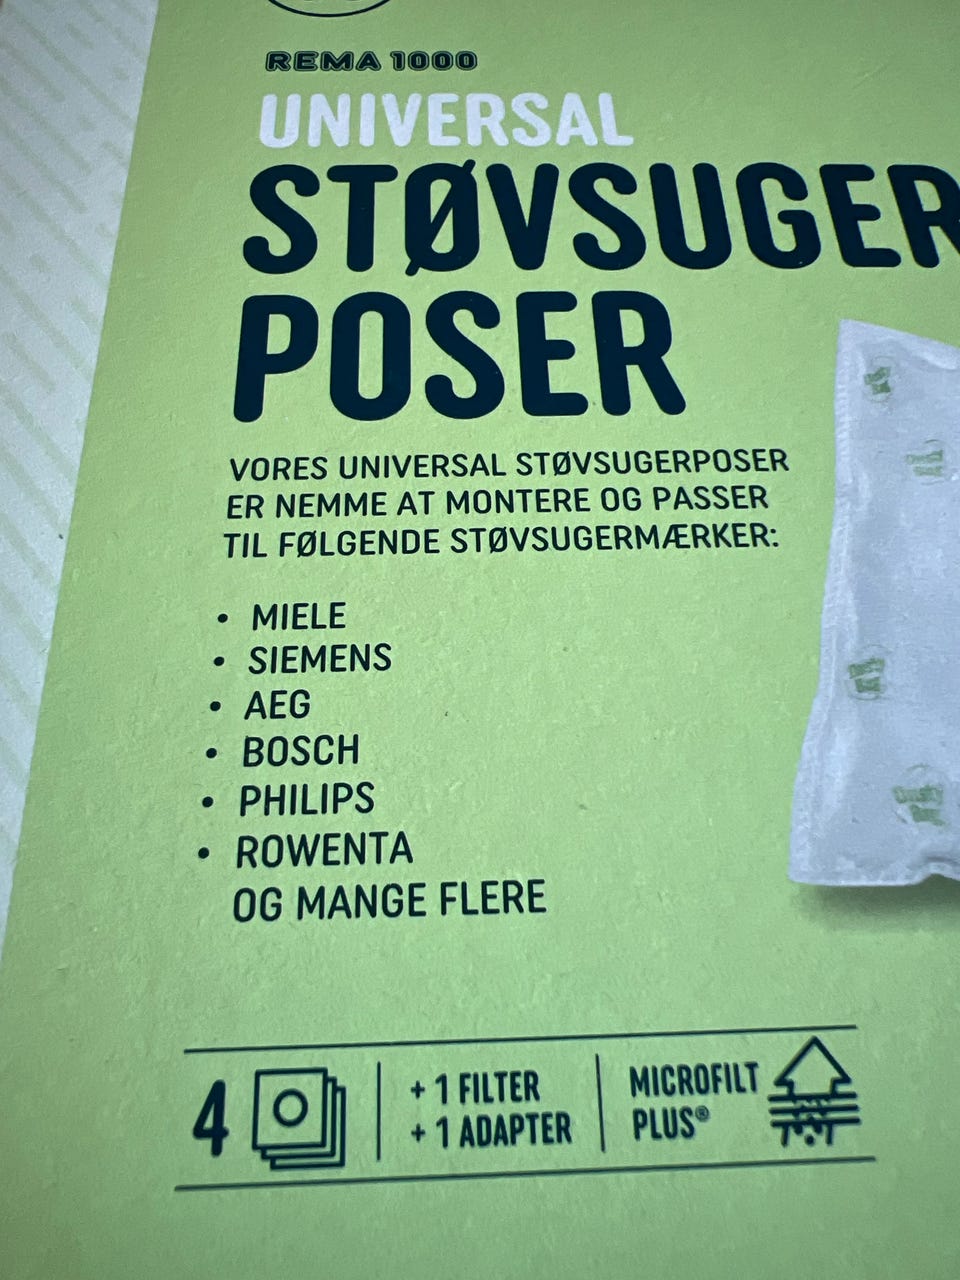 REMA 1000
UNIVERSAL
STØVSUGER
POSER
VORES UNIVERSAL STØVSUGERPOSER
ER NEMME AT MONTERE OG PASSER
TIL FØLGENDE STØVSUGERMÆRKER:
• MIELE
• SIEMENS
• AEG
• BOSCH
• PHILIPS
• ROWENTA
OG MANGE FLERE
4
+ 1 FILTER
+ 1 ADAPTER
MICROFILT
PLUS®